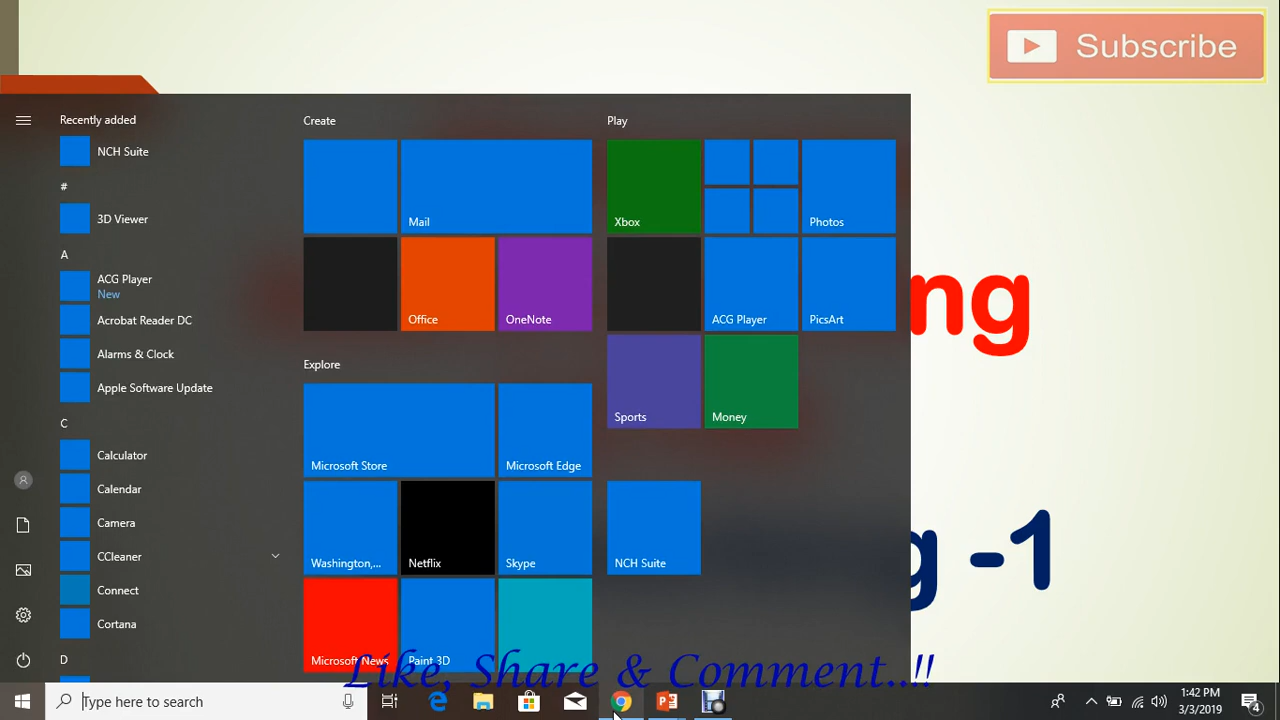 Subscribe
Recently added
NCH Suite
#
3D Viewer
A
ACG Player
New
Acrobat Reader DC
Alarms & Clock
Apple Software Update
C
Calculator
Calendar
Camera
CCleaner
Connect
Cortana
D
Create
Mail
Office
OneNote
Explore
Microsoft Store
Microsoft Edge
Washington,...
Netflix
Skype
Microsoft News
Paint 3D
Play
Xbox
Photos
ACG Player
PicsArt
Sports
Money
NCH Suite
ng
g -1
Like, Share & Comment..!!
Type here to search
1:42 PM
3/3/2019
4